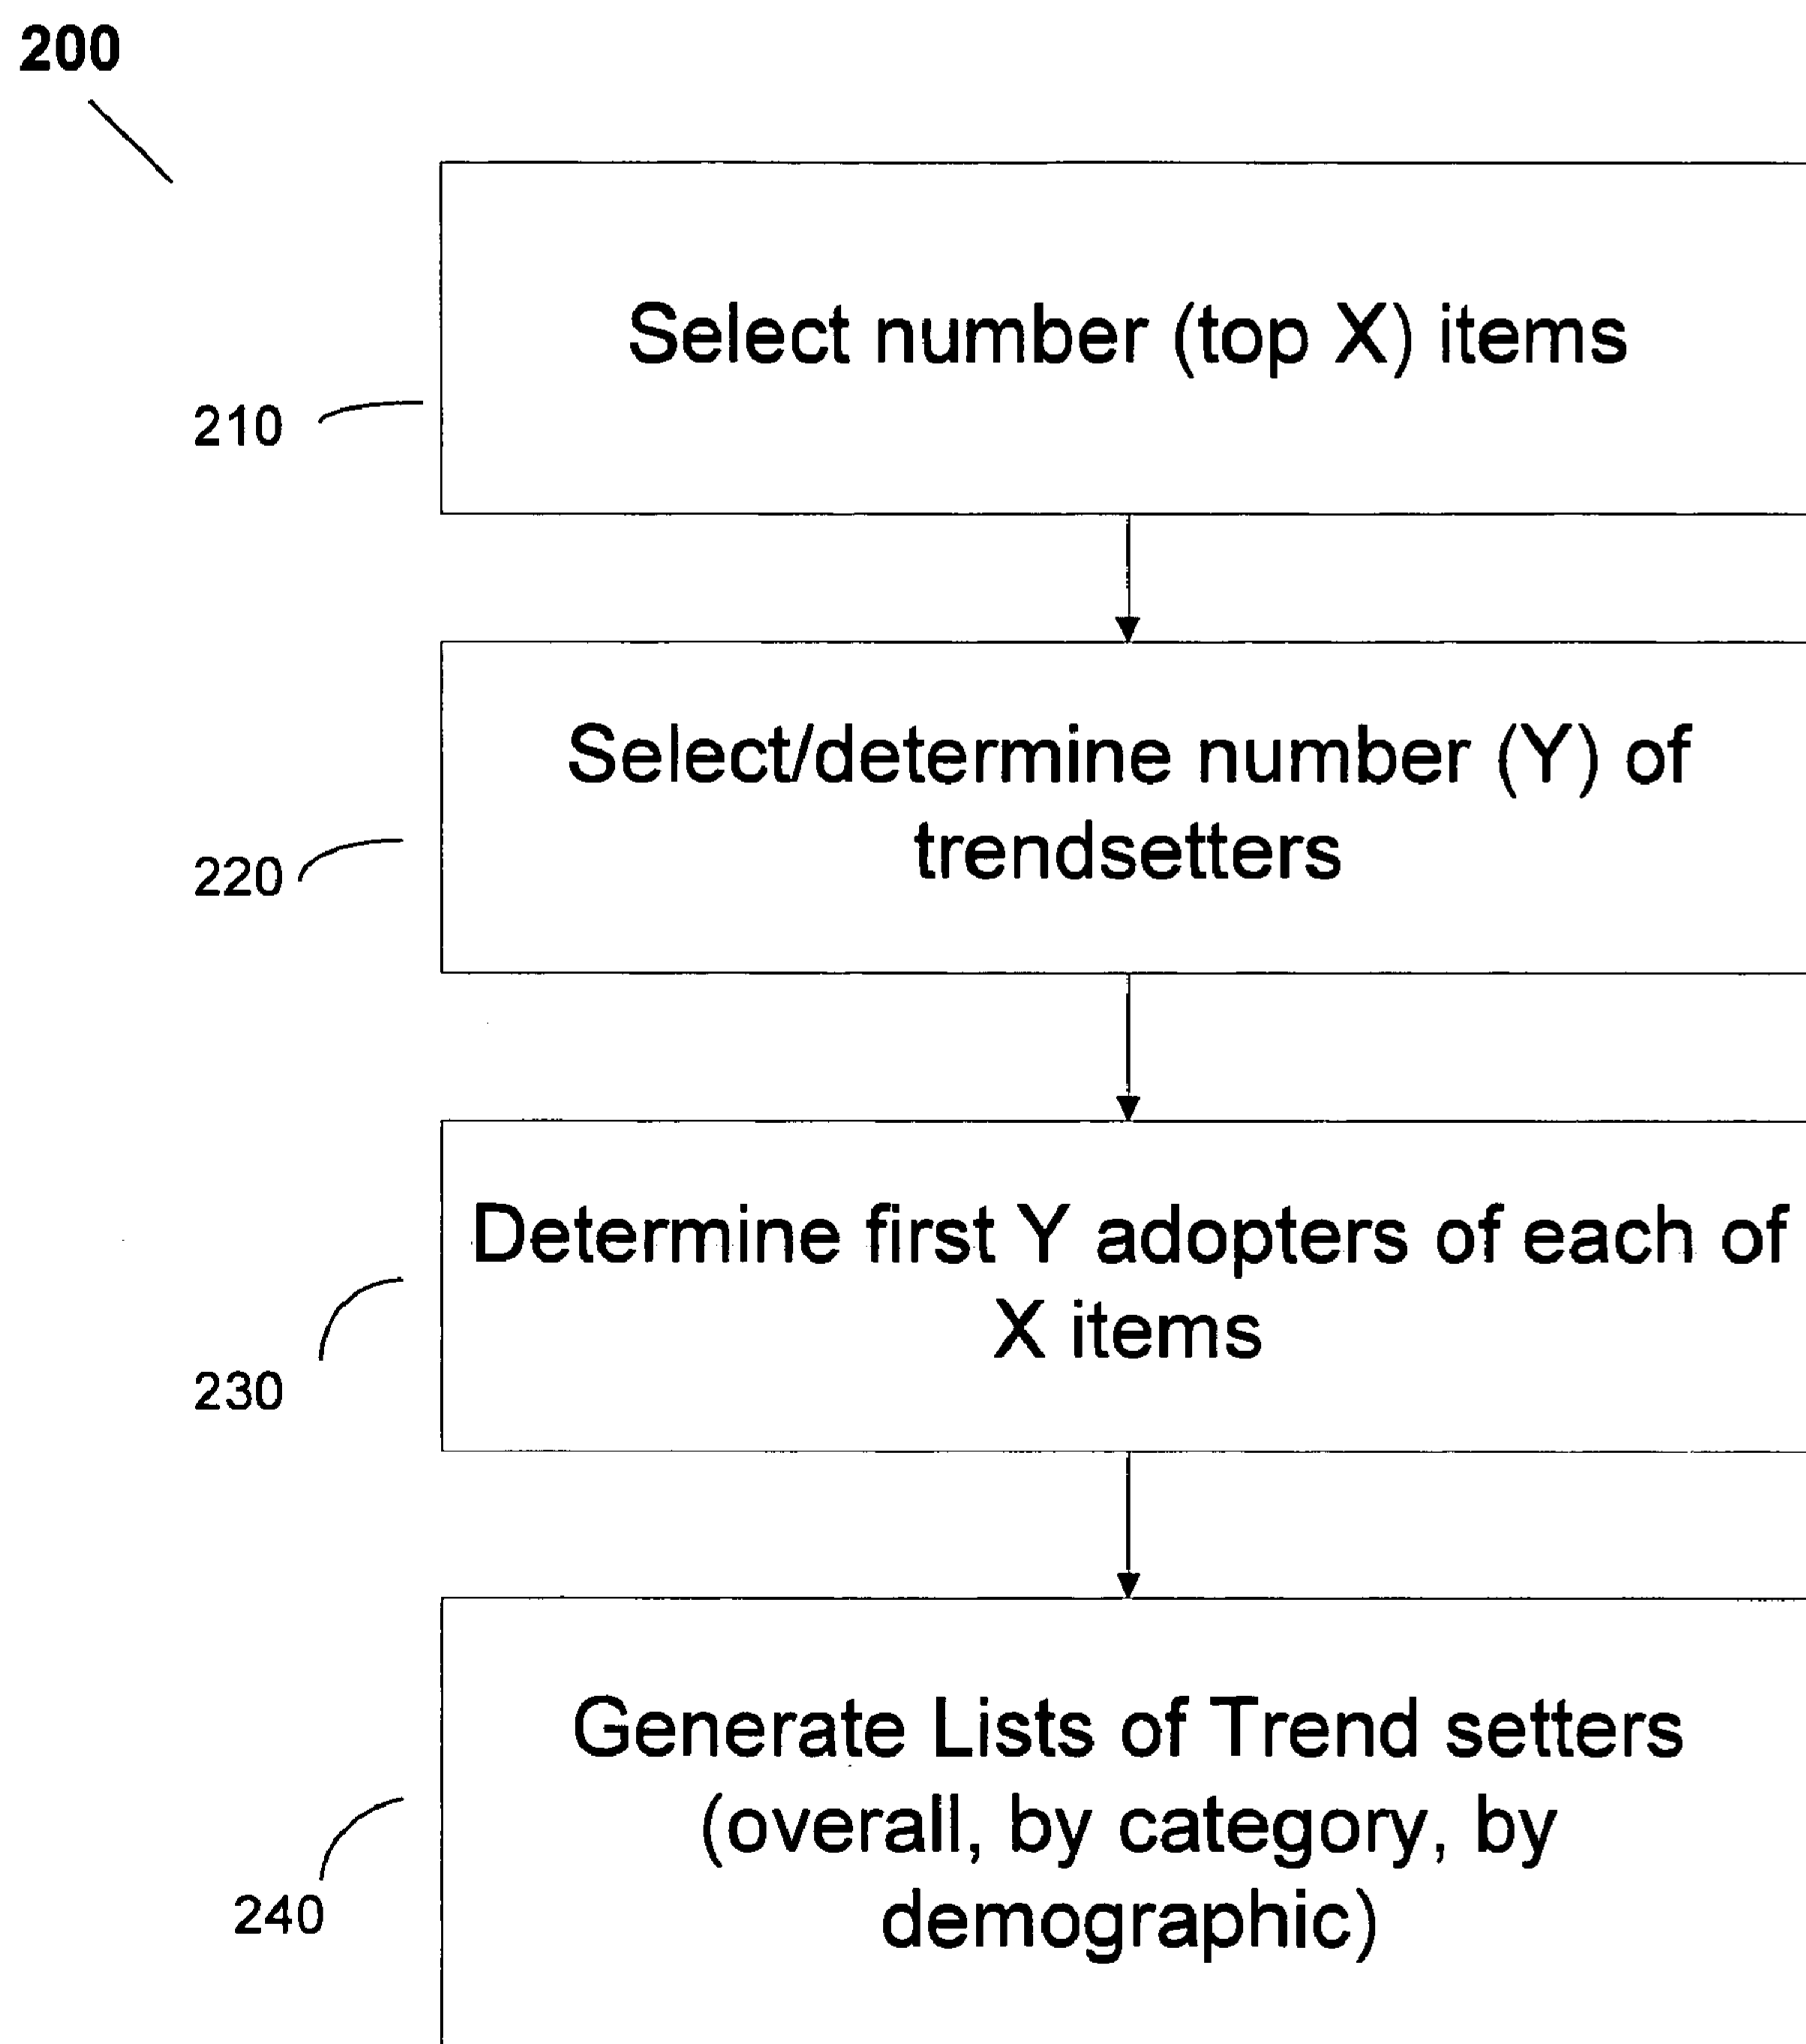 200
Select number (top X) items
210
Select/determine number (Y) of
trendsetters
220
Determine first Y adopters of each of
X items
230
Generate Lists of Trend setters
(overall, by category, by
demographic)
240